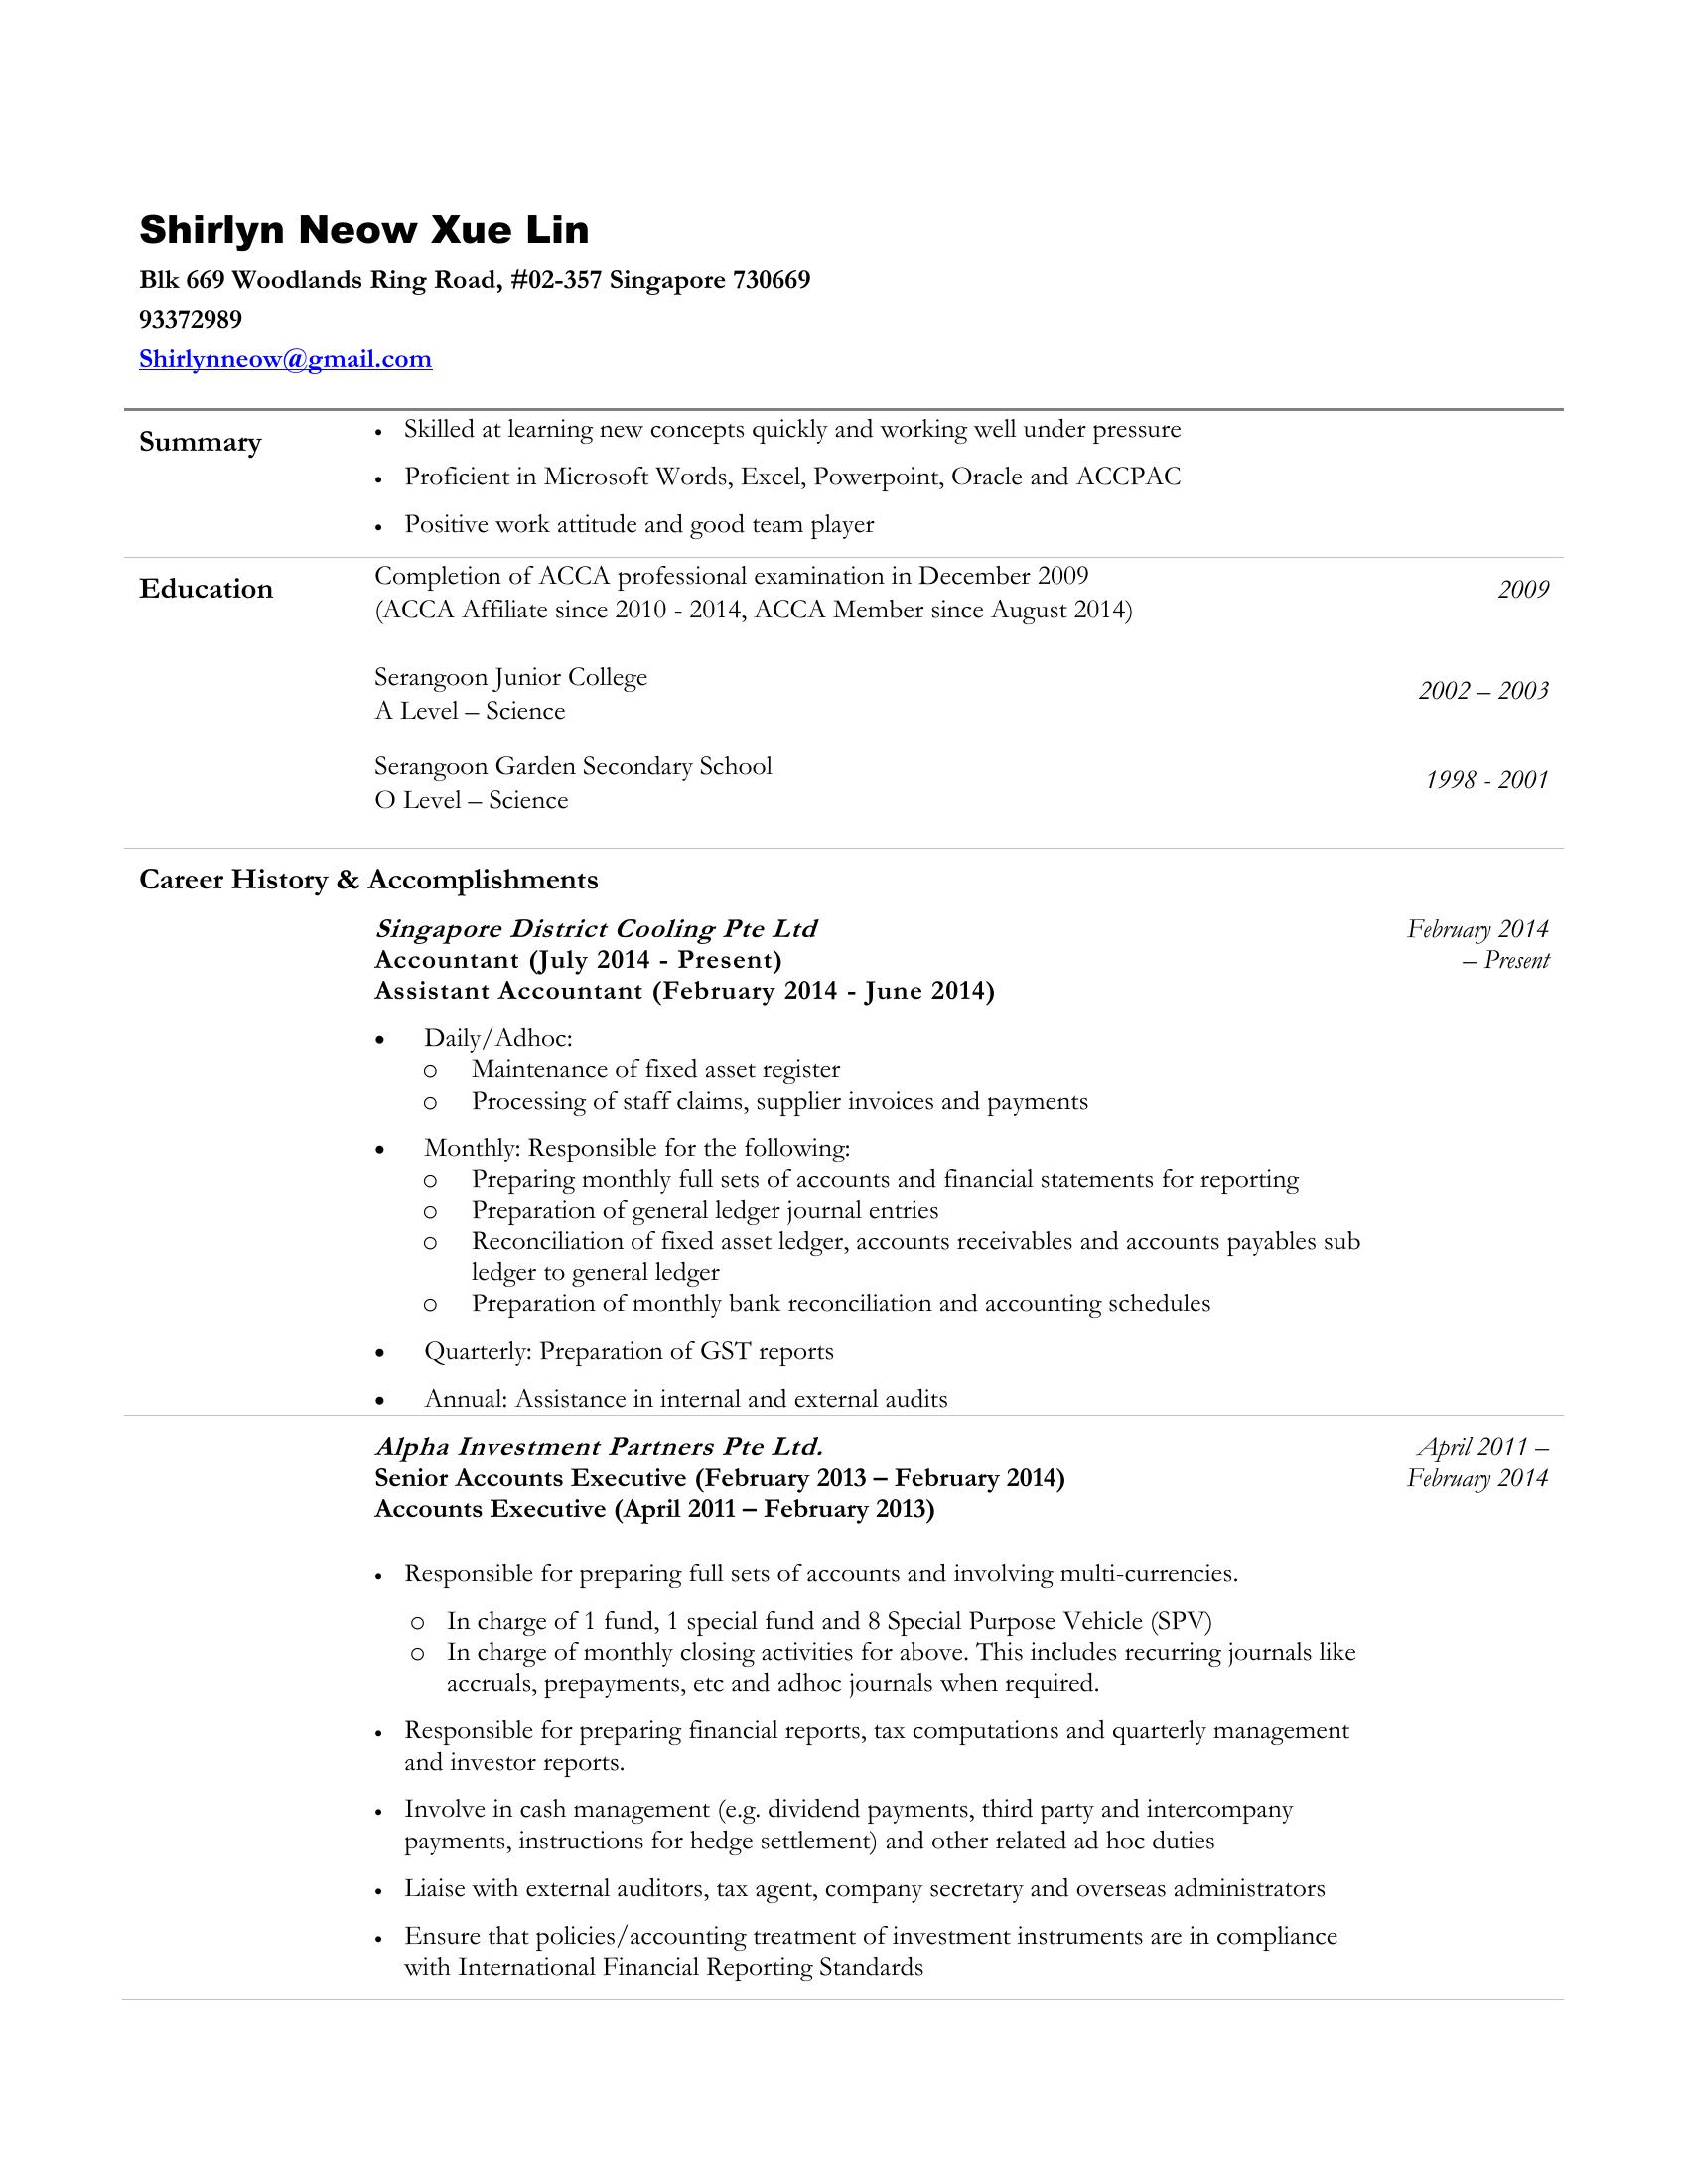 Shirlyn Neow Xue Lin
Blk 669 Woodlands Ring Road, #02-357 Singapore 730669
93372989
Shirlynneow@gmail.com
Summary
• Skilled at learning new concepts quickly and working well under pressure
• Proficient in Microsoft Words, Excel, Powerpoint, Oracle and ACCPAC
• Positive work attitude and good team player
Education
Completion of ACCA professional examination in December 2009
(ACCA Affiliate since 2010 - 2014, ACCA Member since August 2014)
2009
Serangoon Junior College
A Level – Science
2002 – 2003
Serangoon Garden Secondary School
O Level – Science
1998 - 2001
Career History & Accomplishments
Singapore District Cooling Pte Ltd
Accountant (July 2014 - Present)
Assistant Accountant (February 2014 - June 2014)
February 2014
– Present
• Daily/Adhoc:
o Maintenance of fixed asset register
o Processing of staff claims, supplier invoices and payments
• Monthly: Responsible for the following:
o Preparing monthly full sets of accounts and financial statements for reporting
o Preparation of general ledger journal entries
o Reconciliation of fixed asset ledger, accounts receivables and accounts payables sub
ledger to general ledger
o Preparation of monthly bank reconciliation and accounting schedules
• Quarterly: Preparation of GST reports
• Annual: Assistance in internal and external audits
Alpha Investment Partners Pte Ltd.
Senior Accounts Executive (February 2013 – February 2014)
Accounts Executive (April 2011 – February 2013)
April 2011 –
February 2014
• Responsible for preparing full sets of accounts and involving multi-currencies.
o In charge of 1 fund, 1 special fund and 8 Special Purpose Vehicle (SPV)
o In charge of monthly closing activities for above. This includes recurring journals like
accruals, prepayments, etc and adhoc journals when required.
• Responsible for preparing financial reports, tax computations and quarterly management
and investor reports.
• Involve in cash management (e.g. dividend payments, third party and intercompany
payments, instructions for hedge settlement) and other related ad hoc duties
• Liaise with external auditors, tax agent, company secretary and overseas administrators
• Ensure that policies/accounting treatment of investment instruments are in compliance
with International Financial Reporting Standards